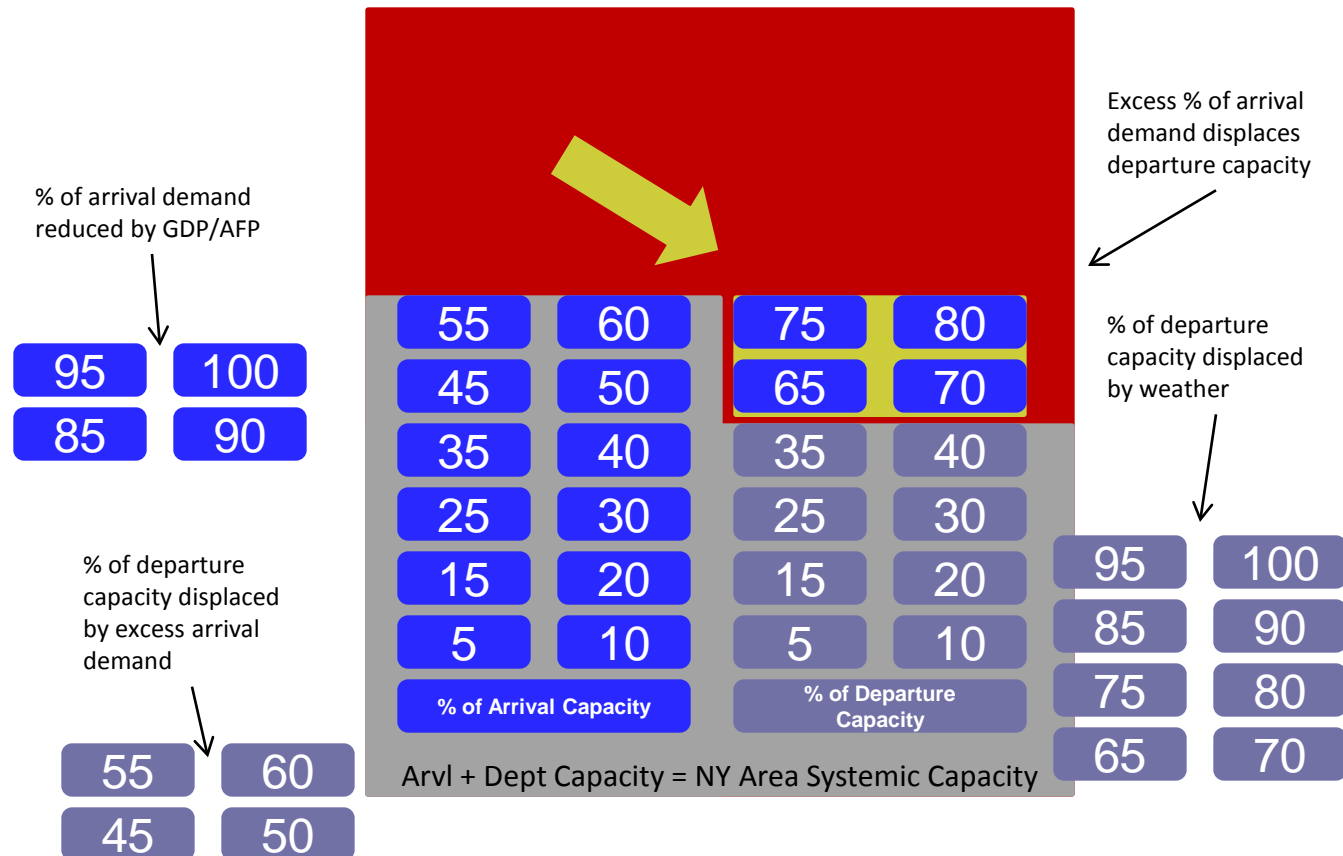 Excess % of arrival
demand displaces
departure capacity
% of arrival demand
reduced by GDP/AFP
95 100
85 90
55 60
45 50
35 40
25 30
15 20
5 10
% of Arrival Capacity
75 80
65 70
35 40
25 30
15 20
5 10
% of Departure
Capacity
% of departure
capacity displaced
by weather
95 100
85 90
75 80
65 70
% of departure
capacity displaced
by excess arrival
demand
55 60
45 50
Arvl + Dept Capacity = NY Area Systemic Capacity